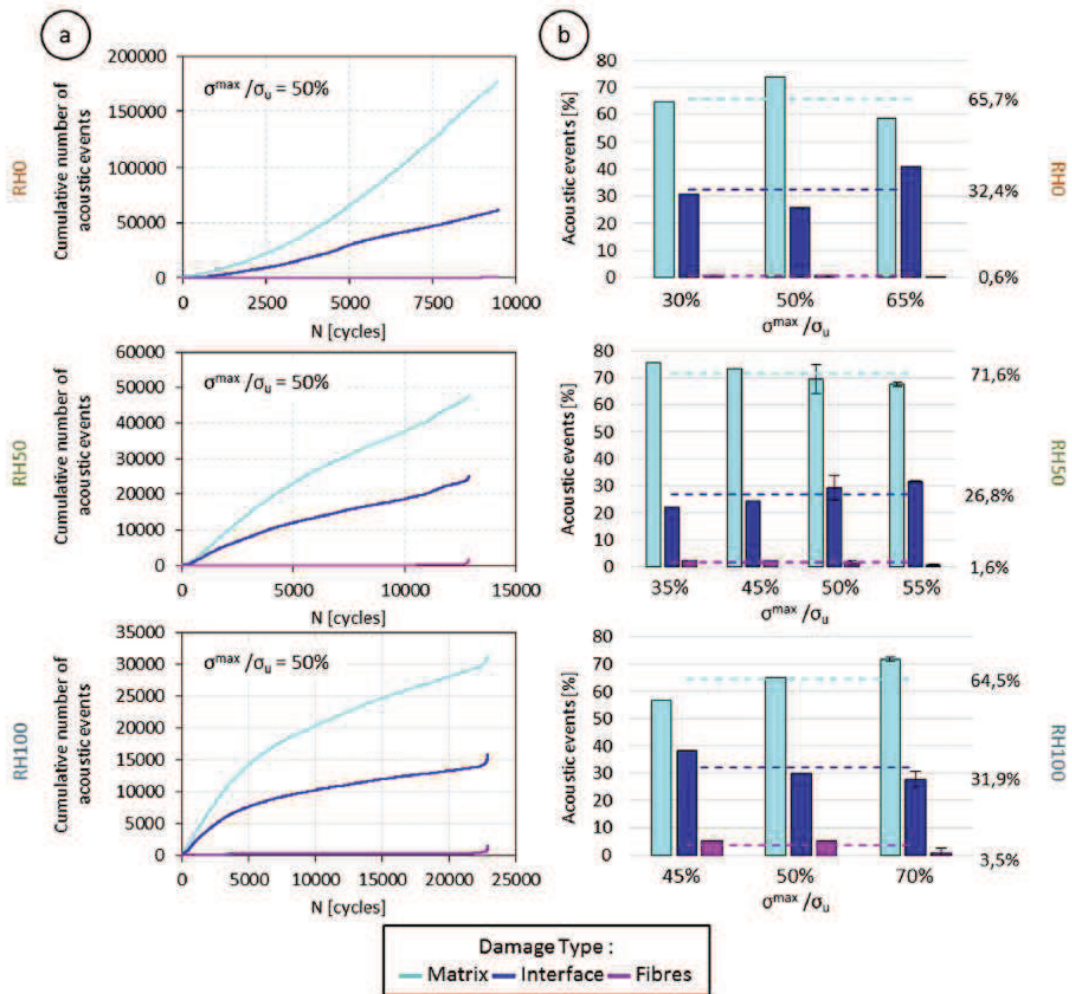 a
b
RH0
Cumulative number of
acoustic events
200000
150000
100000
50000
0
σmax /σu = 50%
0 2500 5000 7500 10000
N [cycles]
Acoustic events [%]
80
70
60
50
40
30
20
10
0
30% 50% 65%
σmax /σu
65,7%
32,4%
0,6%
RH0
RH50
Cumulative number of
acoustic events
60000
50000
40000
30000
20000
10000
0
σmax /σu = 50%
0 5000 10000 15000
N [cycles]
Acoustic events [%]
80
70
60
50
40
30
20
10
0
35% 45% 50% 55%
σmax /σu
71,6%
26,8%
1,6%
RH50
RH100
Cumulative number of
acoustic events
35000
30000
25000
20000
15000
10000
5000
0
σmax /σu = 50%
0 5000 10000 15000 20000 25000
N [cycles]
Acoustic events [%]
80
70
60
50
40
30
20
10
0
45% 50% 70%
σmax /σu
64,5%
31,9%
3,5%
RH100
Damage Type :
Matrix Interface Fibres